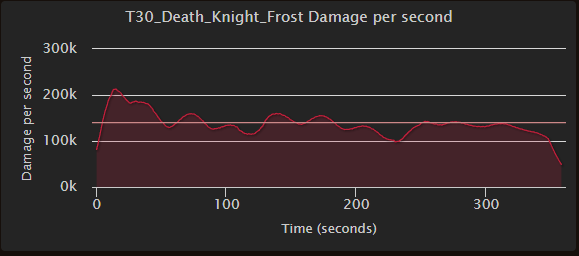 T30_Death_Knight_Frost Damage per second
Damage per second
300k
200k
100k
0k
0
100
200
300
Time (seconds)